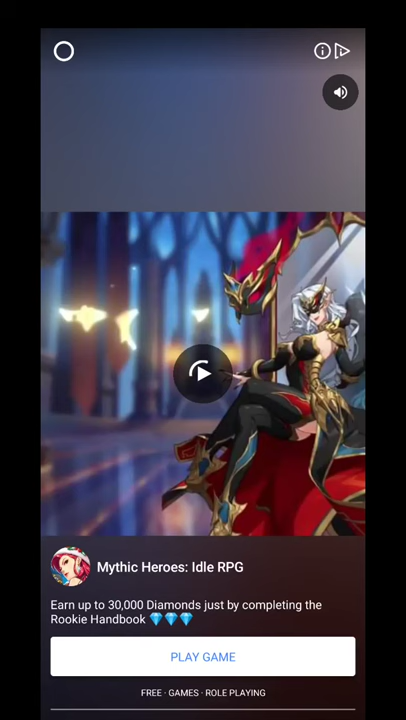 Mythic Heroes: Idle RPG
Earn up to 30,000 Diamonds just by completing the
Rookie Handbook 💎💎💎
PLAY GAME
FREE · GAMES · ROLE PLAYING